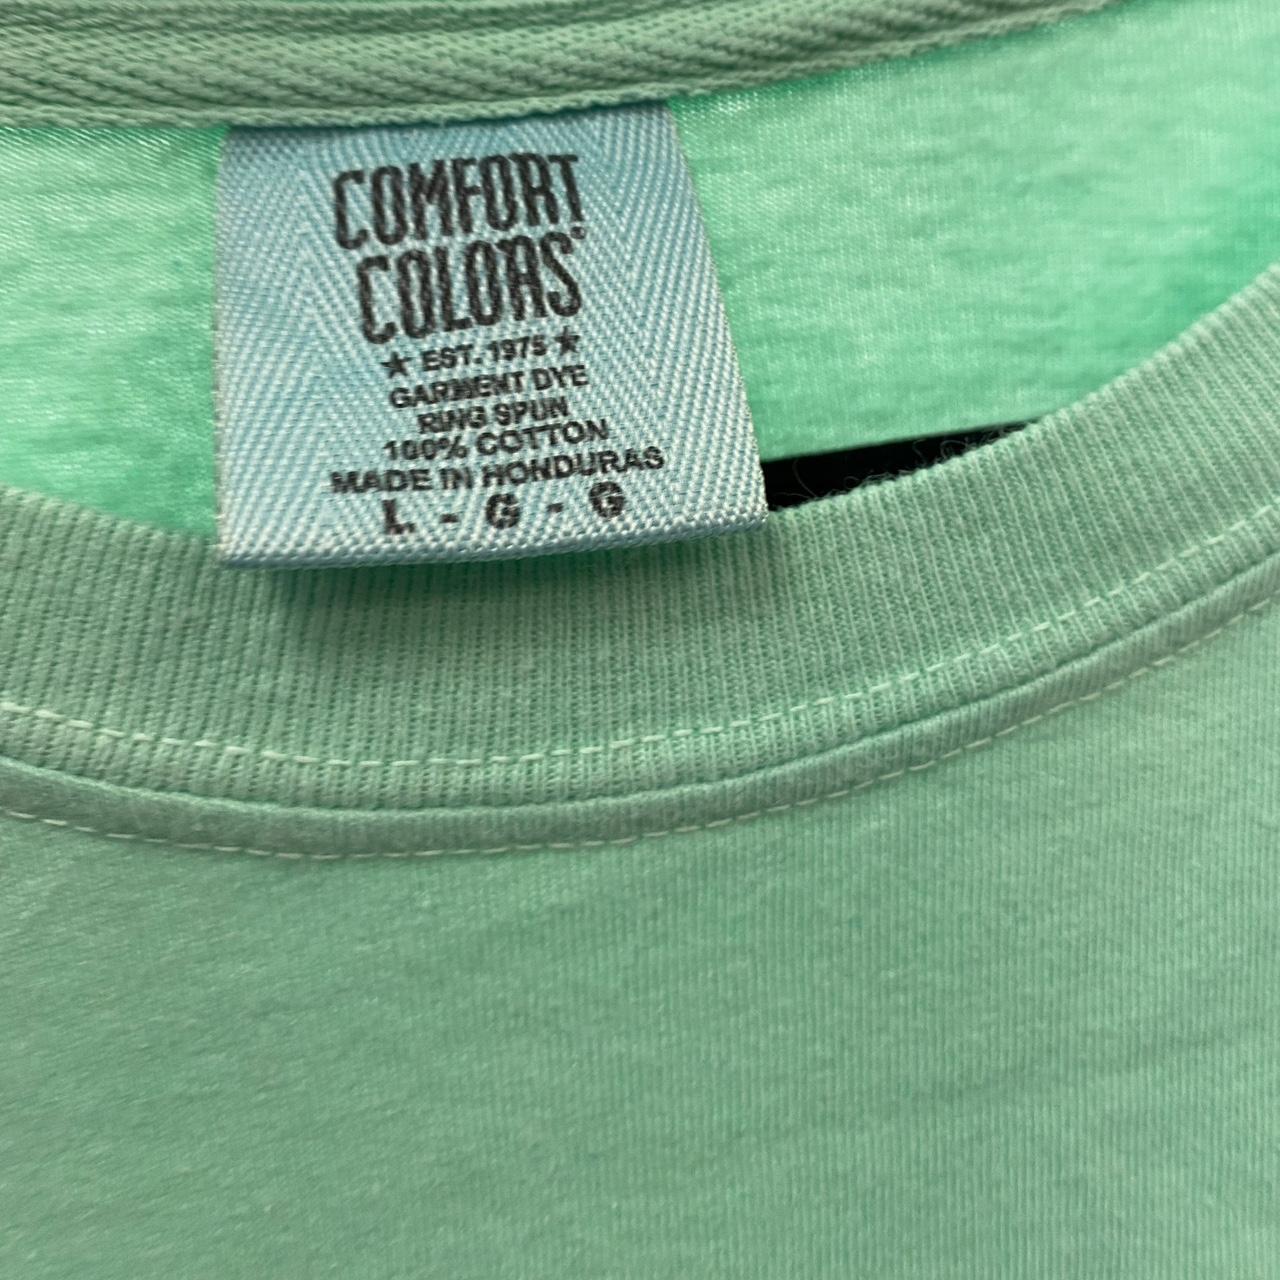 COMFORT
COLORS®
★ EST. 1975 ★
GARMENT DYE
RING SPUN
100% COTTON
MADE IN HONDURAS
L - G - G